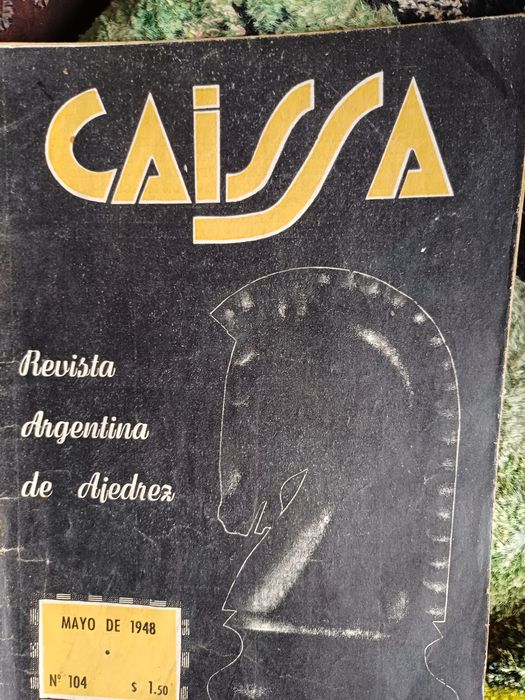 CAISSA
Revista
Argentina
de Ajedrez
MAYO DE 1948
Nº 104 $ 1.50